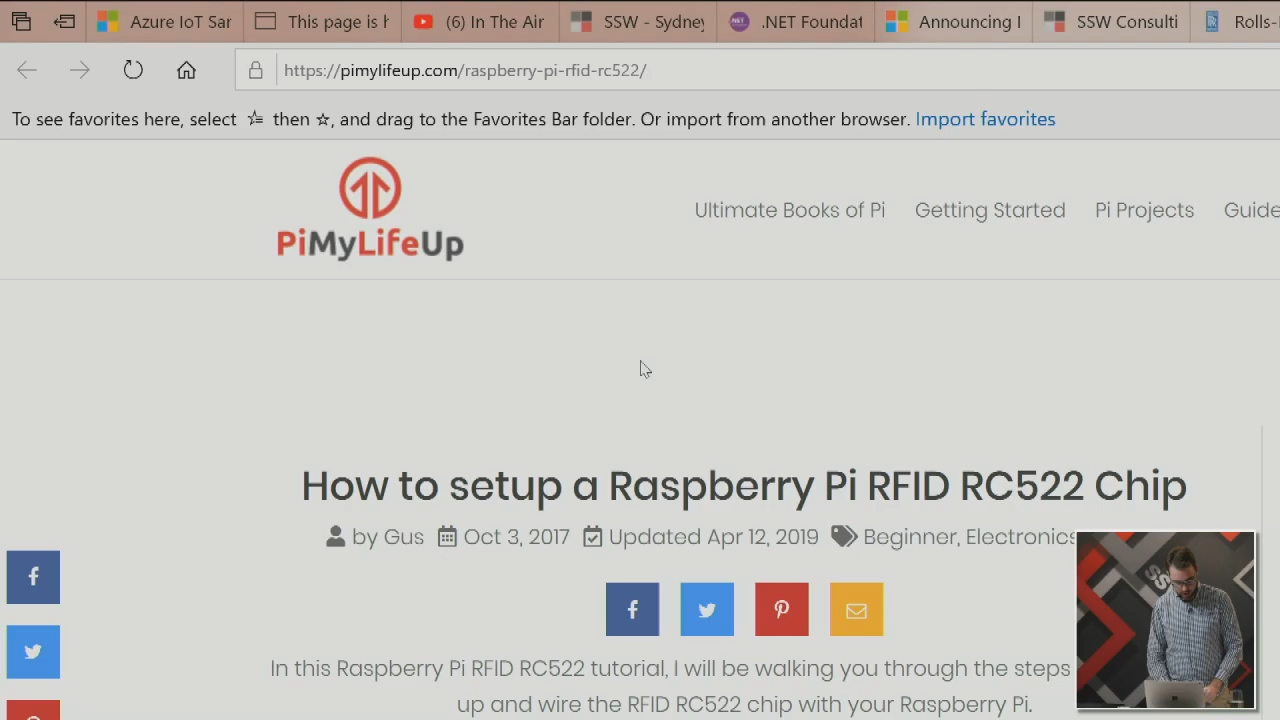 Azure IoT Sar
This page is h
(6) In The Air
SSW - Sydney
.NET Foundat
Announcing I
SSW Consulti
Rolls-
https://pimylifeup.com/raspberry-pi-rfid-rc522/
To see favorites here, select then , and drag to the Favorites Bar folder. Or import from another browser. Import favorites
PiMyLifeUp
Ultimate Books of Pi Getting Started Pi Projects Guide
How to setup a Raspberry Pi RFID RC522 Chip
by Gus Oct 3, 2017 Updated Apr 12, 2019 Beginner, Electronics
In this Raspberry Pi RFID RC522 tutorial, I will be walking you through the steps
up and wire the RFID RC522 chip with your Raspberry Pi.